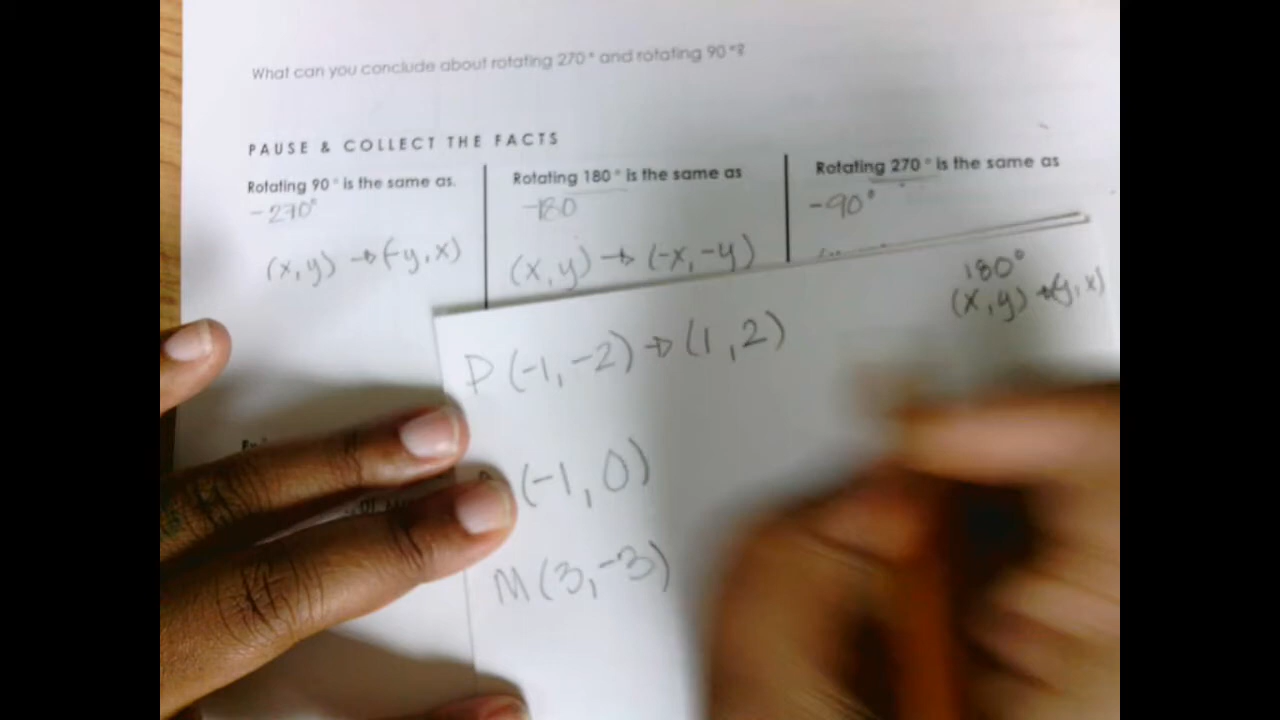 What can you conclude about rotating 270° and rotating 90°?
PAUSE & COLLECT THE FACTS
Rotating 90° is the same as.
-270°
(x,y) → (-y,x)
Rotating 180° is the same as
-180
(x,y) → (-x,-y)
Rotating 270° is the same as
-90°
180°
(x,y) → (y,x)
P(-1,-2) → (1,2)
(-1,0)
M(3,-3)